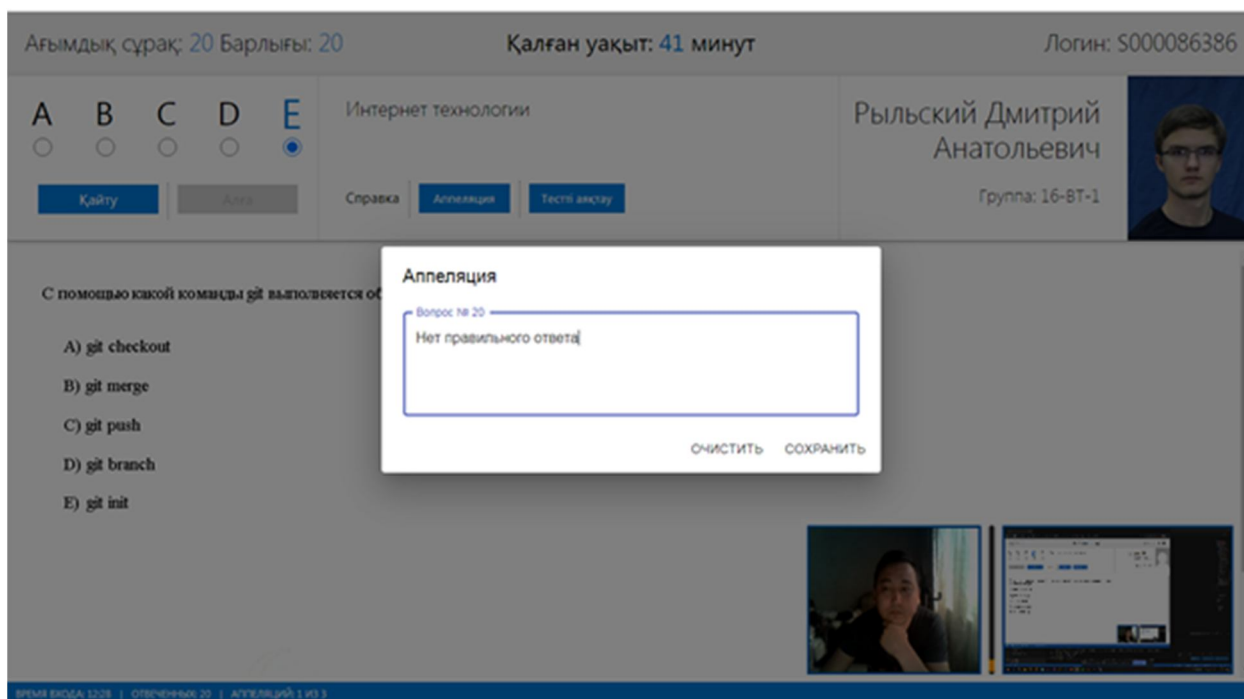 Ағымдық сұрақ: 20 Барлығы: 20
Қалған уақыт: 41 минут
Логин: S000086386
A B C D E
Интернет технологии
Рыльский Дмитрий
Анатольевич
Қайту
Алға
Справка
Аппеляция
Тестті аяқтау
Группа: 16-ВТ-1
Аппеляция
С помощью какой команды git выполняется об
Вопрос № 20
Нет правильного ответа
A) git checkout
B) git merge
C) git push
ОЧИСТИТЬ СОХРАНИТЬ
D) git branch
E) git init
ВРЕМЯ ВХОДА: 12:28 | ОТВЕЧЕННЫХ: 20 | АППЕЛЯЦИЙ: 1 ИЗ 3